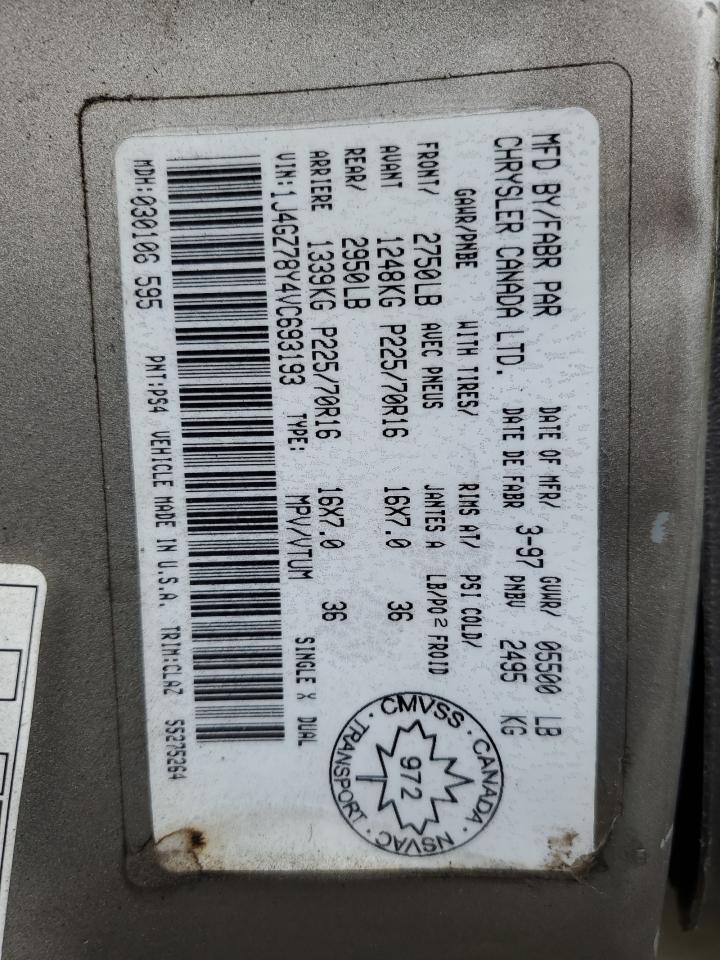 MFD BY/FABR PAR DATE OF MFR/ GVWR/ 05500 LB
CHRYSLER CANADA LTD. DATE DE FABR 3-97 PNBV 2495 KG
GAWR/PNBE WITH TIRES/ RIMS AT/ PSI COLD/
FRONT/ 2750LB AVEC PNEUS JANTES A LB/PO² FROID
AVANT 1248KG P225/70R16 16X7.0 36
REAR/ 2950LB
ARRIERE 1339KG P225/70R16 16X7.0 36
VIN:1J4GZ78Y4VC693193 TYPE: MPV/VTUM SINGLE X DUAL
MDH:030106 595 PNT:PS4 VEHICLE MADE IN U.S.A. TRIM:CLAZ 55275264
CMVSS · CANADA · NSVAC · TRANSPORT ·
972